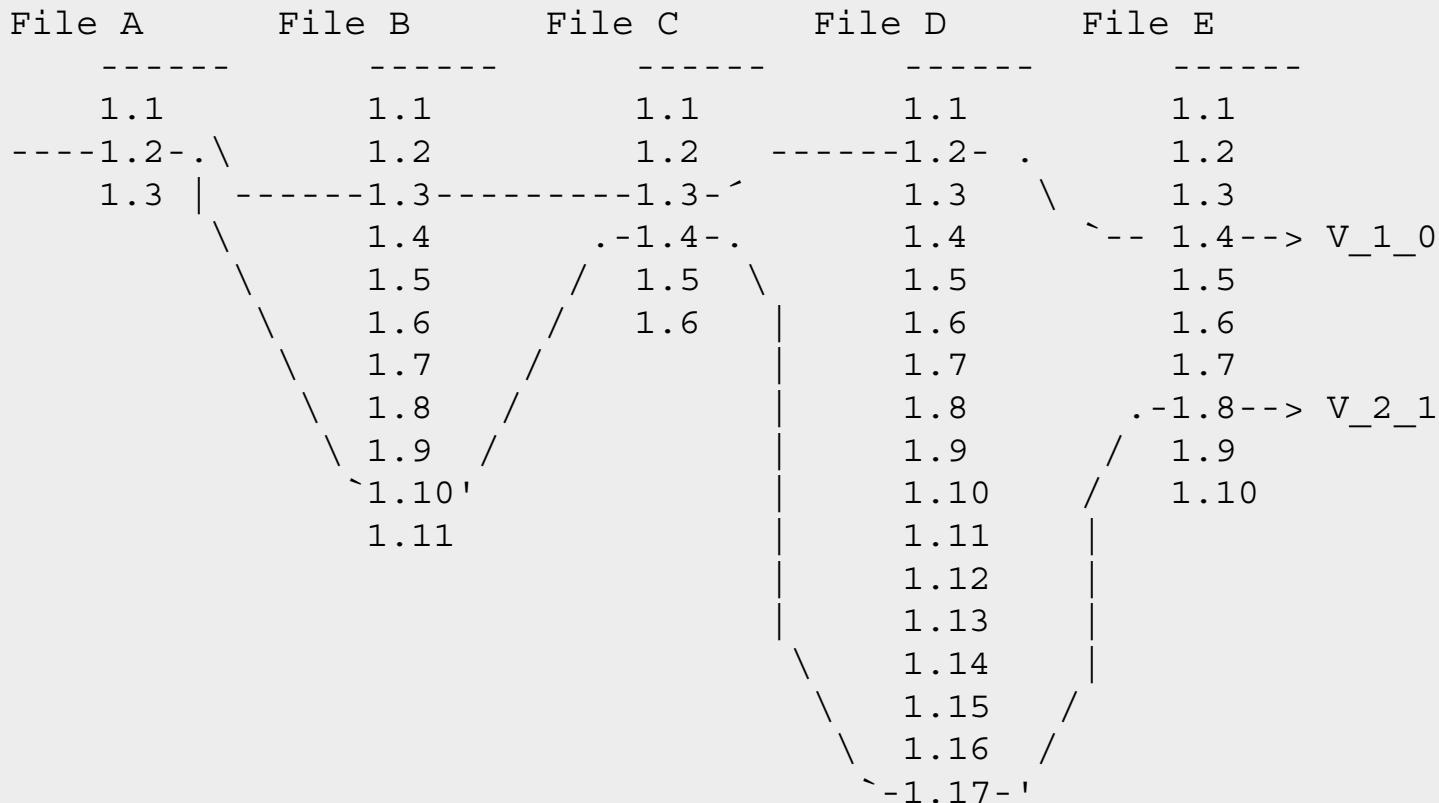 File A File B File C File D File E
------ ------ ------ ------ ------
1.1 1.1 1.1 1.1 1.1
----1.2-.\ 1.2 1.2 ------1.2- . 1.2
1.3 | ------1.3---------1.3-´ 1.3 \ 1.3
\ 1.4 .-1.4-. 1.4 `-- 1.4--> V_1_0
\ 1.5 / 1.5 \ 1.5 1.5
\ 1.6 / 1.6 | 1.6 1.6
\ 1.7 / | 1.7 1.7
\ 1.8 / | 1.8 .-1.8--> V_2_1
\ 1.9 / | 1.9 / 1.9
`1.10' | 1.10 / 1.10
1.11 | 1.11 |
| 1.12 |
| 1.13 |
\ 1.14 |
\ 1.15 /
\ 1.16 /
`-1.17-'